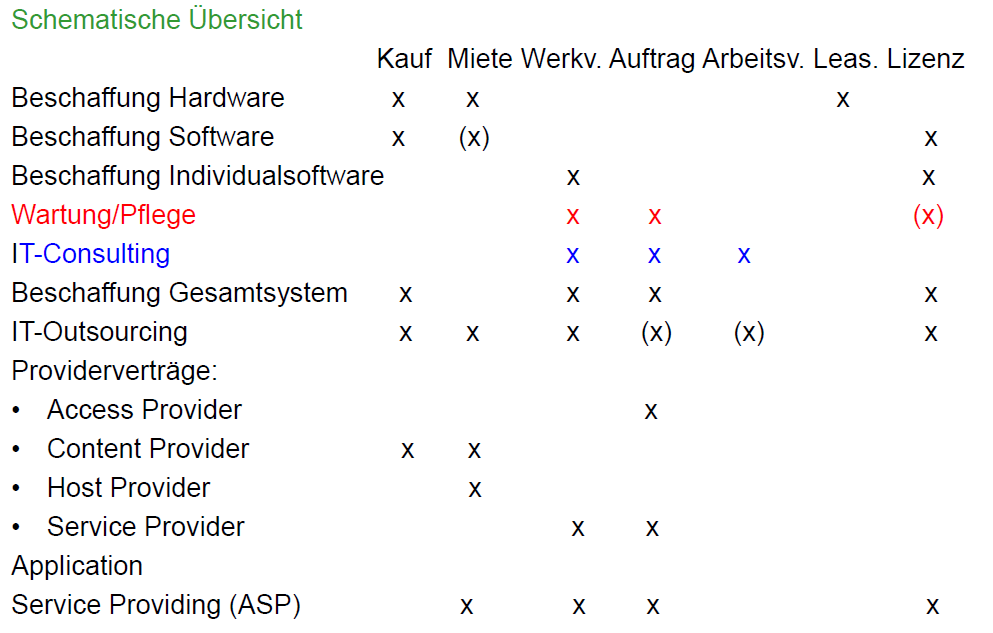 Schematische Übersicht
Kauf Miete Werkv. Auftrag Arbeitsv. Leas. Lizenz
Beschaffung Hardware x x x
Beschaffung Software x (x) x
Beschaffung Individualsoftware x x
Wartung/Pflege x x (x)
IT-Consulting x x x
Beschaffung Gesamtsystem x x x x
IT-Outsourcing x x x (x) (x) x
Providerverträge:
• Access Provider x
• Content Provider x x
• Host Provider x
• Service Provider x x
Application
Service Providing (ASP) x x x x